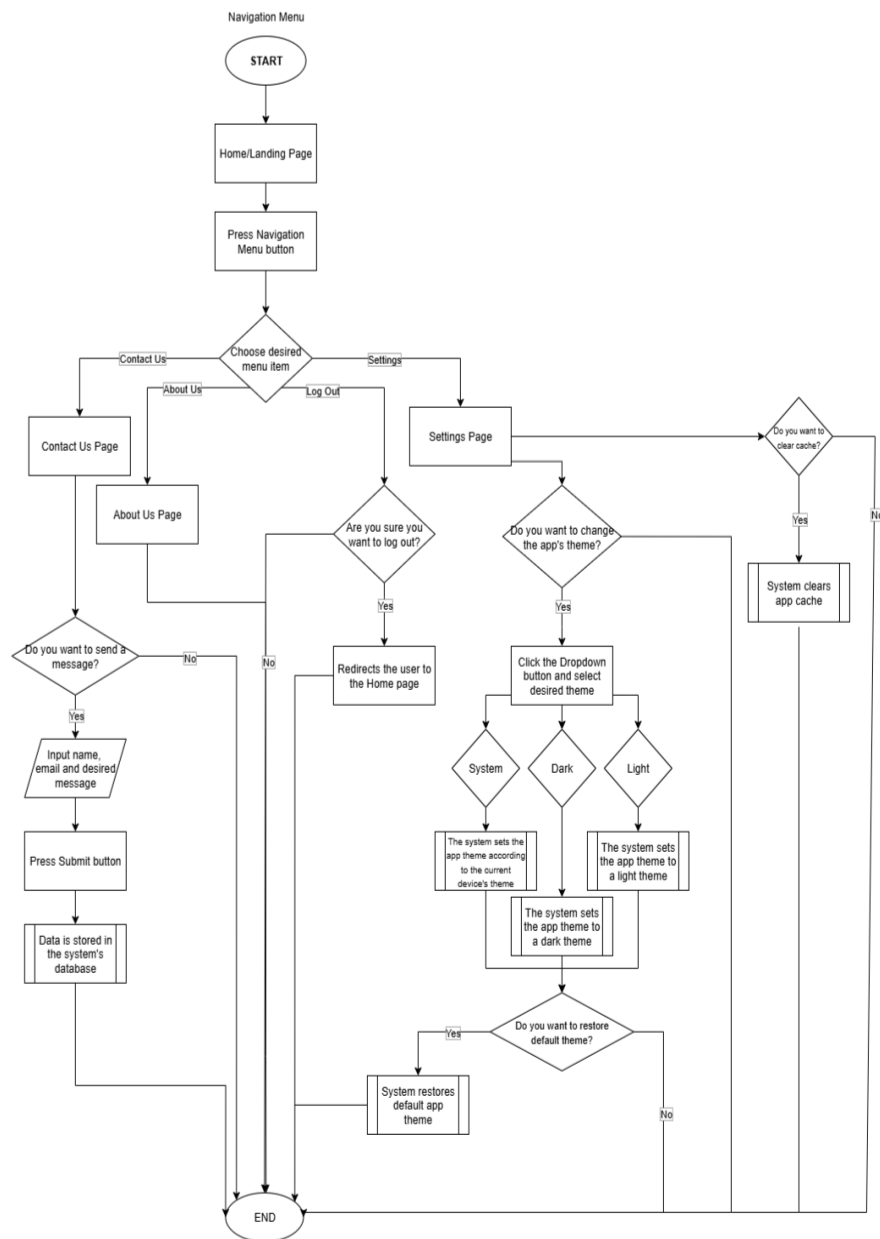 Navigation Menu
START
Home/Landing Page
Press Navigation
Menu button
Choose desired
menu item
Contact Us
About Us
Log Out
Settings
Contact Us Page
About Us Page
Are you sure you
want to log out?
Settings Page
Do you want to
clear cache?
No
Yes
System clears
app cache
Do you want to change
the app's theme?
Yes
Yes
No
Redirects the user to
the Home page
Click the Dropdown
button and select
desired theme
Do you want to send a
message?
No
Yes
Input name,
email and desired
message
Press Submit button
Data is stored in
the system's
database
System
Dark
Light
The system sets the
app theme according
to the current
device's theme
The system sets
the app theme to
a dark theme
The system sets
the app theme to
a light theme
Do you want to restore
default theme?
Yes
No
System restores
default app
theme
END